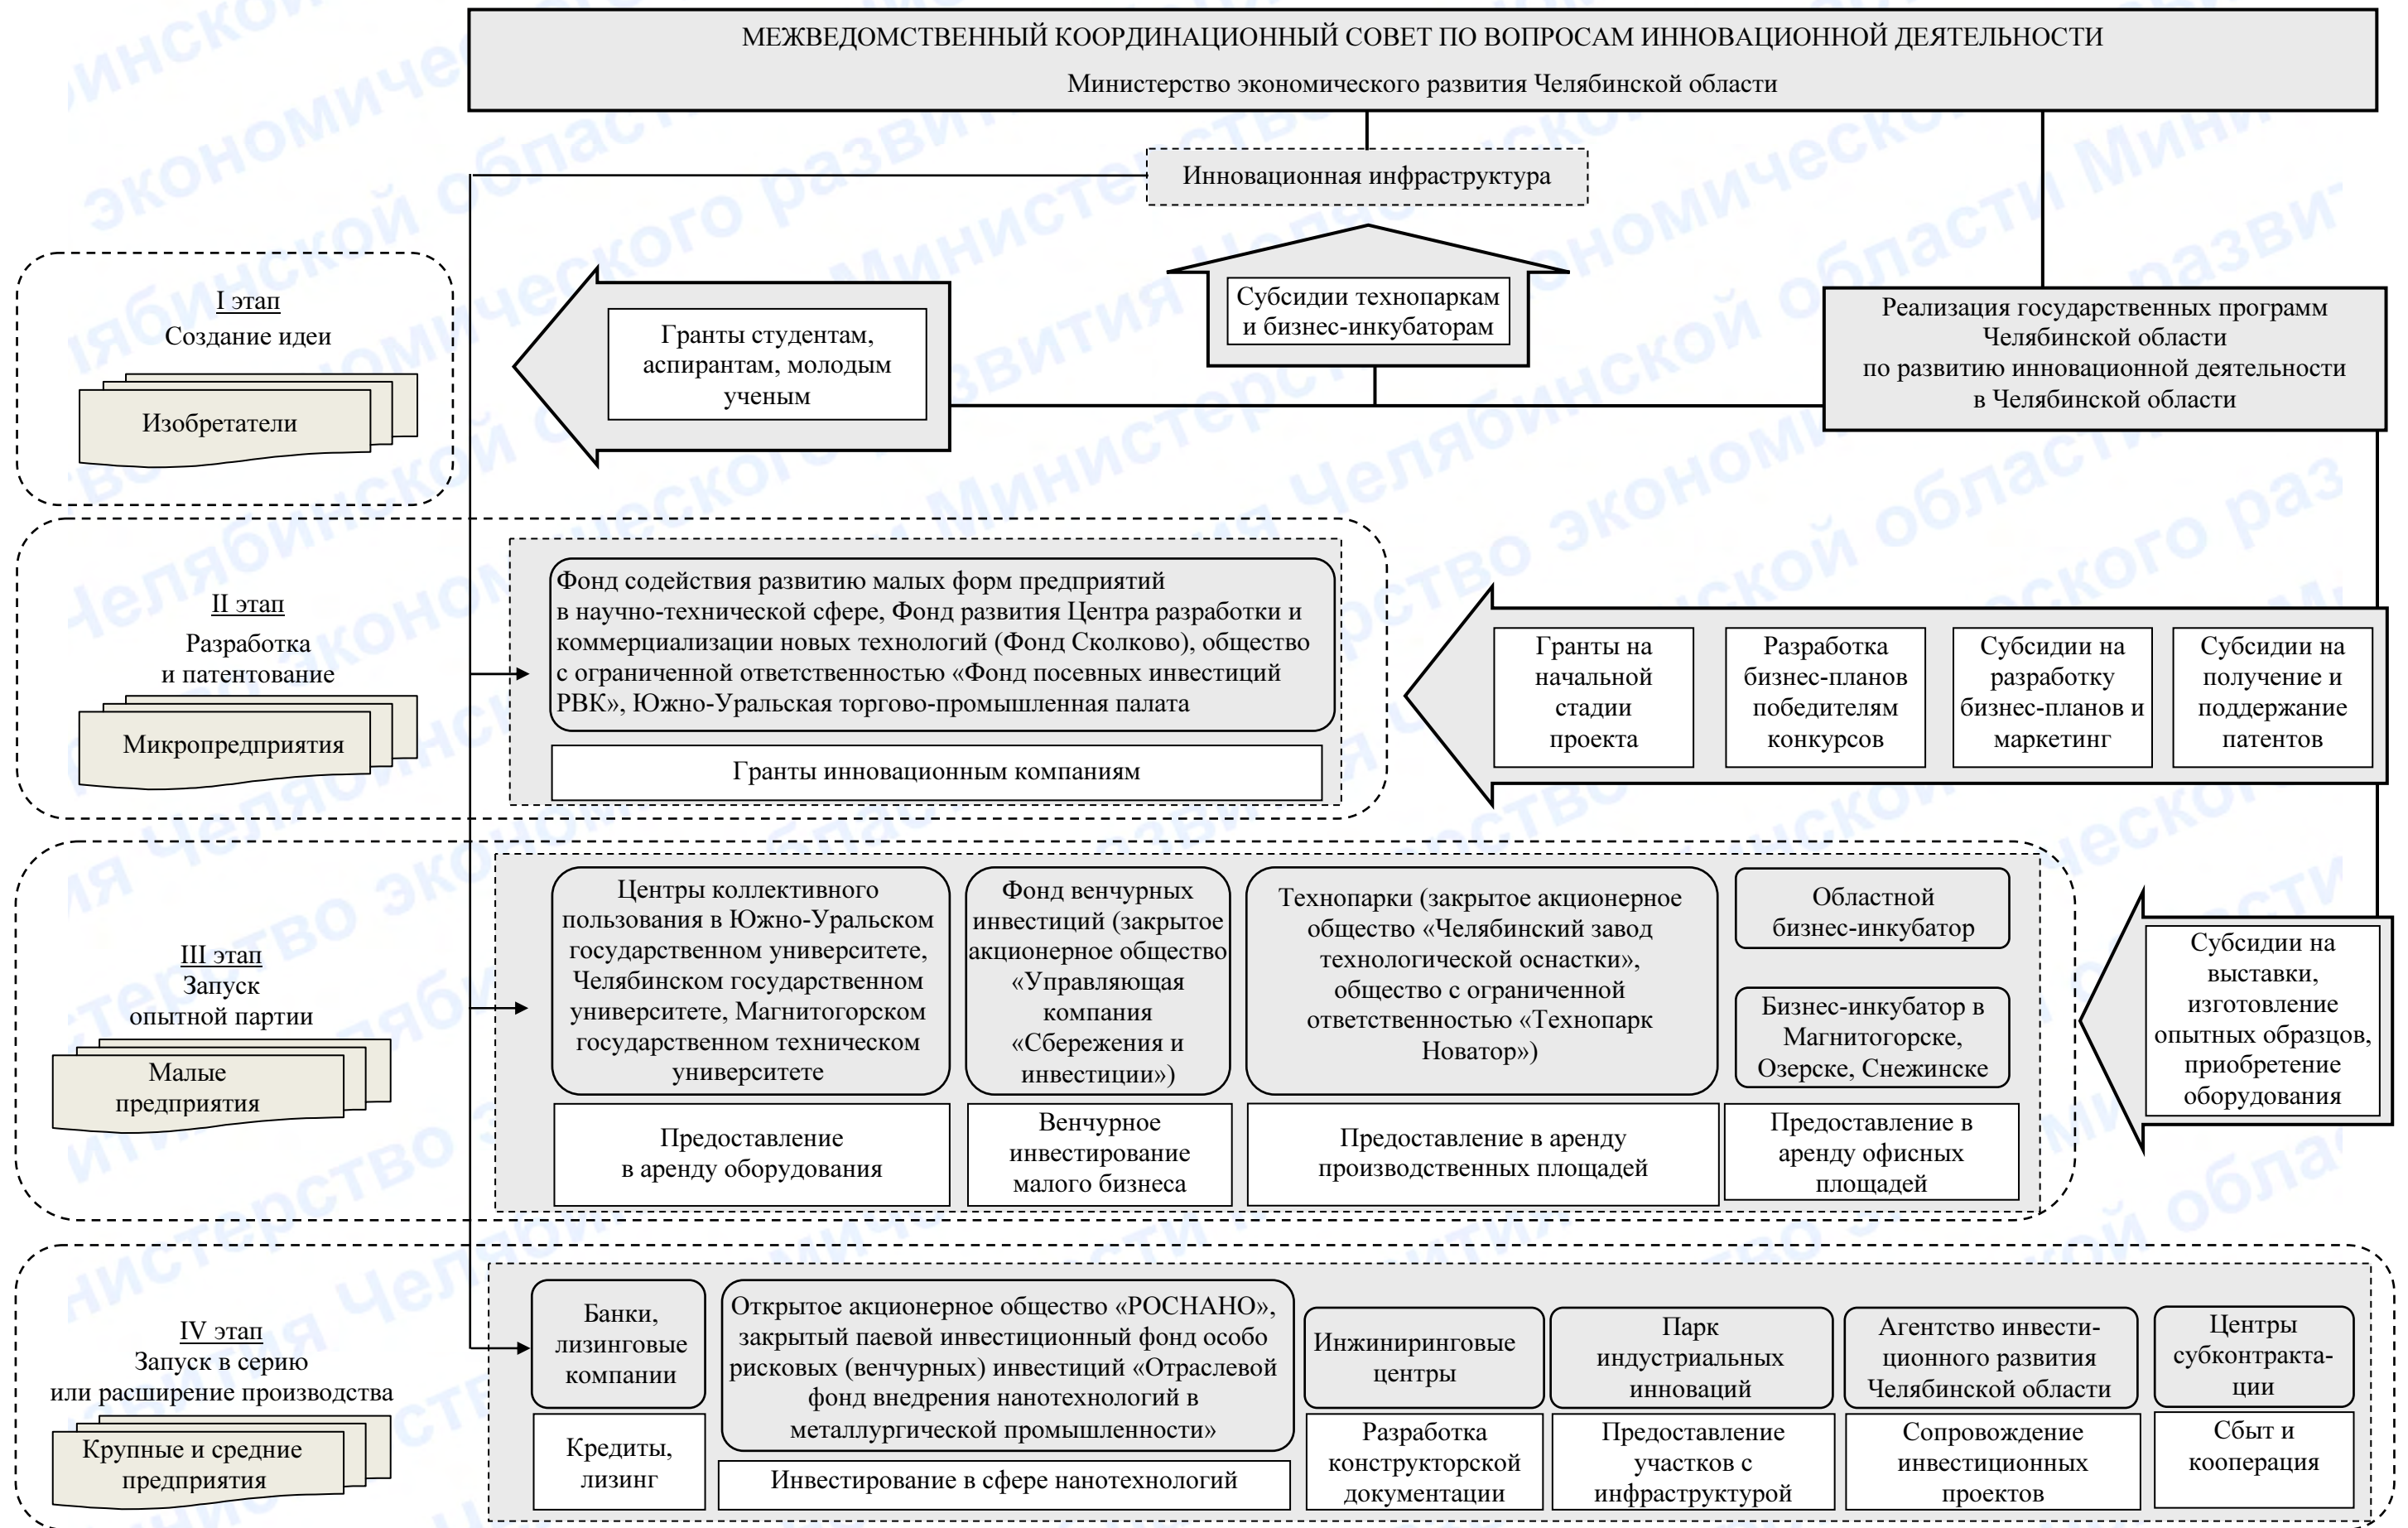 МЕЖВЕДОМСТВЕННЫЙ КООРДИНАЦИОННЫЙ СОВЕТ ПО ВОПРОСАМ ИННОВАЦИОННОЙ ДЕЯТЕЛЬНОСТИ
Министерство экономического развития Челябинской области
Инновационная инфраструктура
I этап
Создание идеи
Изобретатели
Гранты студентам,
аспирантам, молодым
ученым
Субсидии технопаркам
и бизнес-инкубаторам
Реализация государственных программ
Челябинской области
по развитию инновационной деятельности
в Челябинской области
II этап
Разработка
и патентование
Микропредприятия
Фонд содействия развитию малых форм предприятий
в научно-технической сфере, Фонд развития Центра разработки и
коммерциализации новых технологий (Фонд Сколково), общество
с ограниченной ответственностью «Фонд посевных инвестиций
РВК», Южно-Уральская торгово-промышленная палата
Гранты инновационным компаниям
Гранты на
начальной
стадии
проекта
Разработка
бизнес-планов
победителям
конкурсов
Субсидии на
разработку
бизнес-планов и
маркетинг
Субсидии на
получение и
поддержание
патентов
III этап
Запуск
опытной партии
Малые
предприятия
Центры коллективного
пользования в Южно-Уральском
государственном университете,
Челябинском государственном
университете, Магнитогорском
государственном техническом
университете
Предоставление
в аренду оборудования
Фонд венчурных
инвестиций (закрытое
акционерное общество
«Управляющая
компания
«Сбережения и
инвестиции»)
Венчурное
инвестирование
малого бизнеса
Технопарки (закрытое акционерное
общество «Челябинский завод
технологической оснастки»,
общество с ограниченной
ответственностью «Технопарк
Новатор»)
Предоставление в аренду
производственных площадей
Областной
бизнес-инкубатор
Бизнес-инкубатор в
Магнитогорске,
Озерске, Снежинске
Предоставление в
аренду офисных
площадей
Субсидии на
выставки,
изготовление
опытных образцов,
приобретение
оборудования
IV этап
Запуск в серию
или расширение производства
Крупные и средние
предприятия
Банки,
лизинговые
компании
Кредиты,
лизинг
Открытое акционерное общество «РОСНАНО»,
закрытый паевой инвестиционный фонд особо
рисковых (венчурных) инвестиций «Отраслевой
фонд внедрения нанотехнологий в
металлургической промышленности»
Инвестирование в сфере нанотехнологий
Инжиниринговые
центры
Разработка
конструкторской
документации
Парк
индустриальных
инноваций
Предоставление
участков с
инфраструктурой
Агентство инвести-
ционного развития
Челябинской области
Сопровождение
инвестиционных
проектов
Центры
субконтракта-
ции
Сбыт и
кооперация